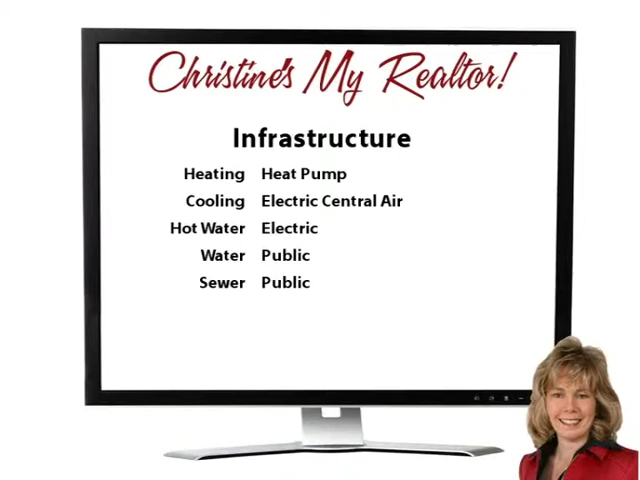 Christine's My Realtor!
Infrastructure
Heating Heat Pump
Cooling Electric Central Air
Hot Water Electric
Water Public
Sewer Public